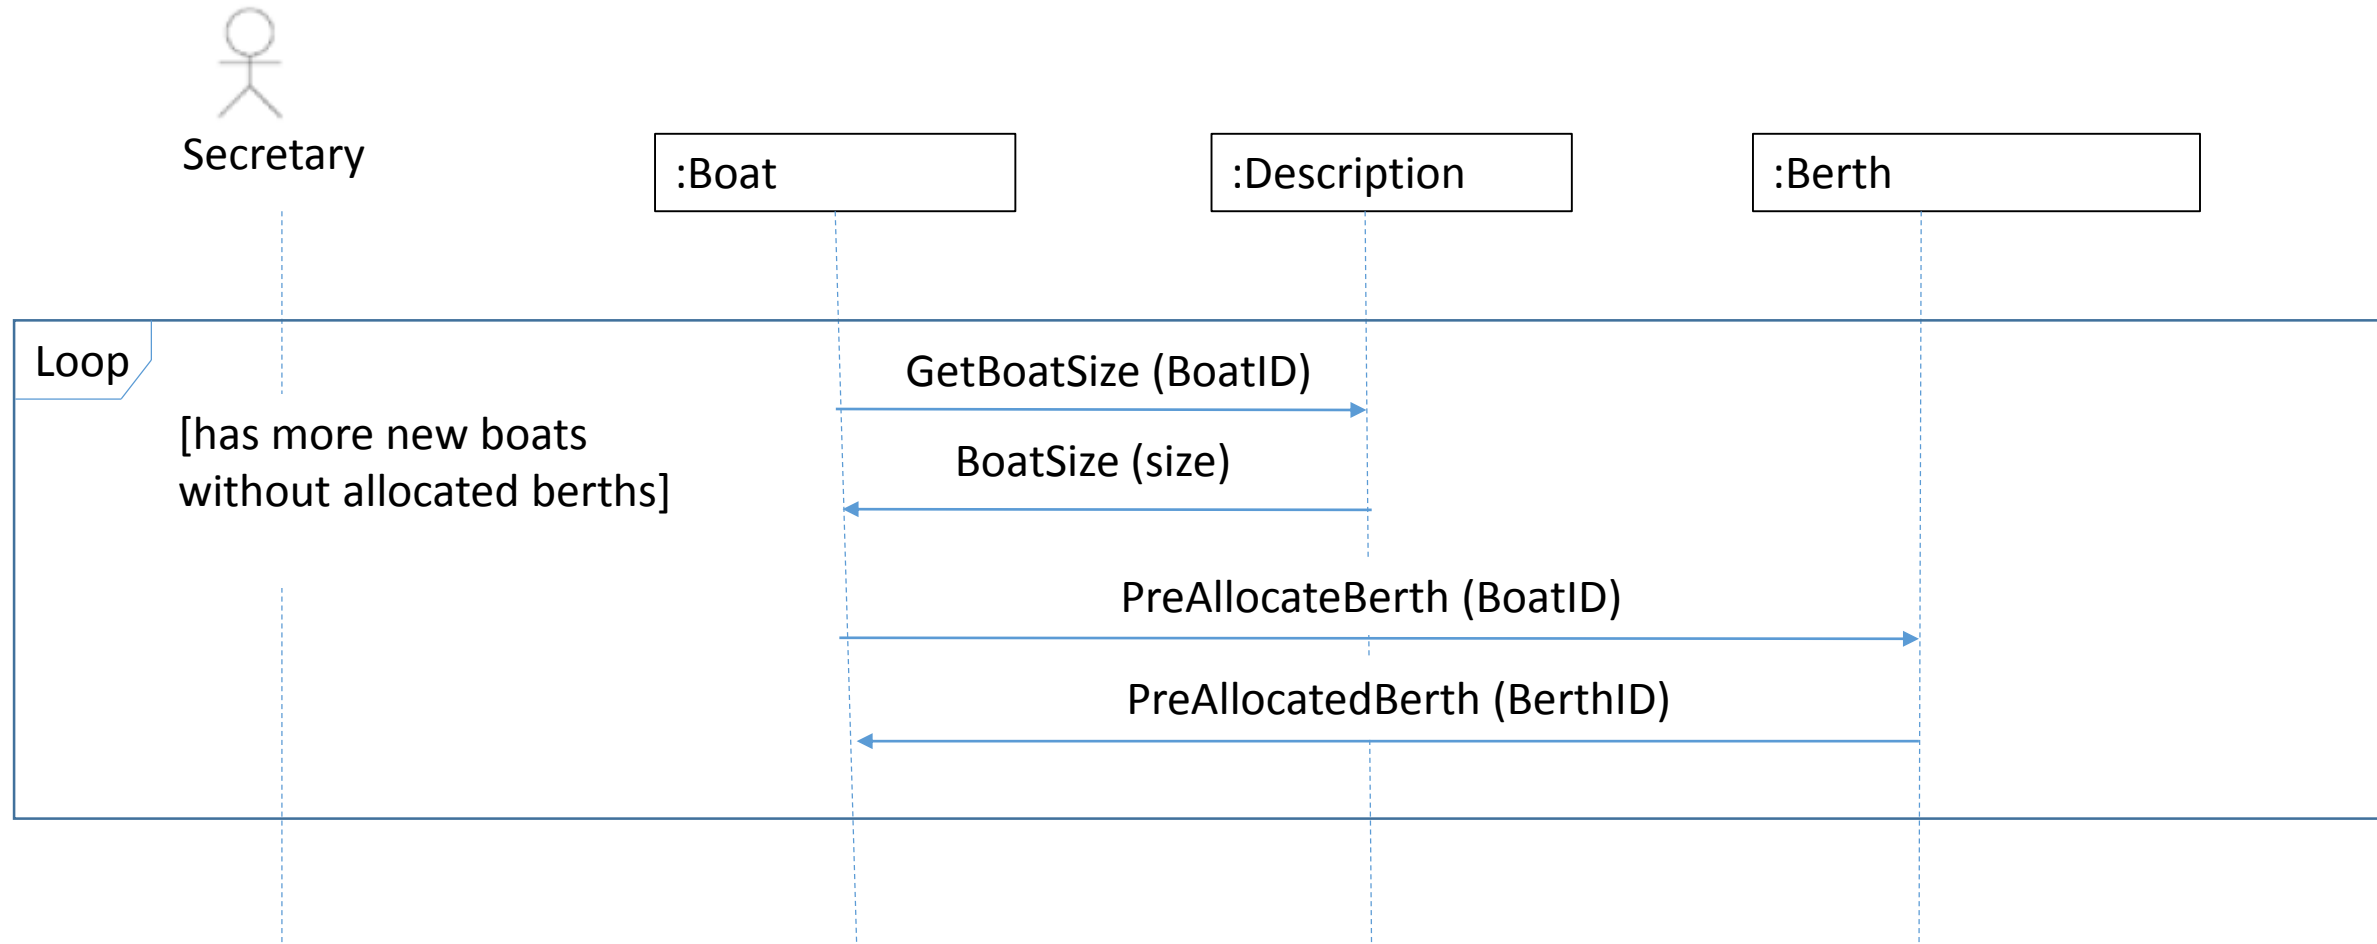 Secretary
:Boat
:Description
:Berth
Loop
GetBoatSize (BoatID)
[has more new boats
without allocated berths]
BoatSize (size)
PreAllocateBerth (BoatID)
PreAllocatedBerth (BerthID)